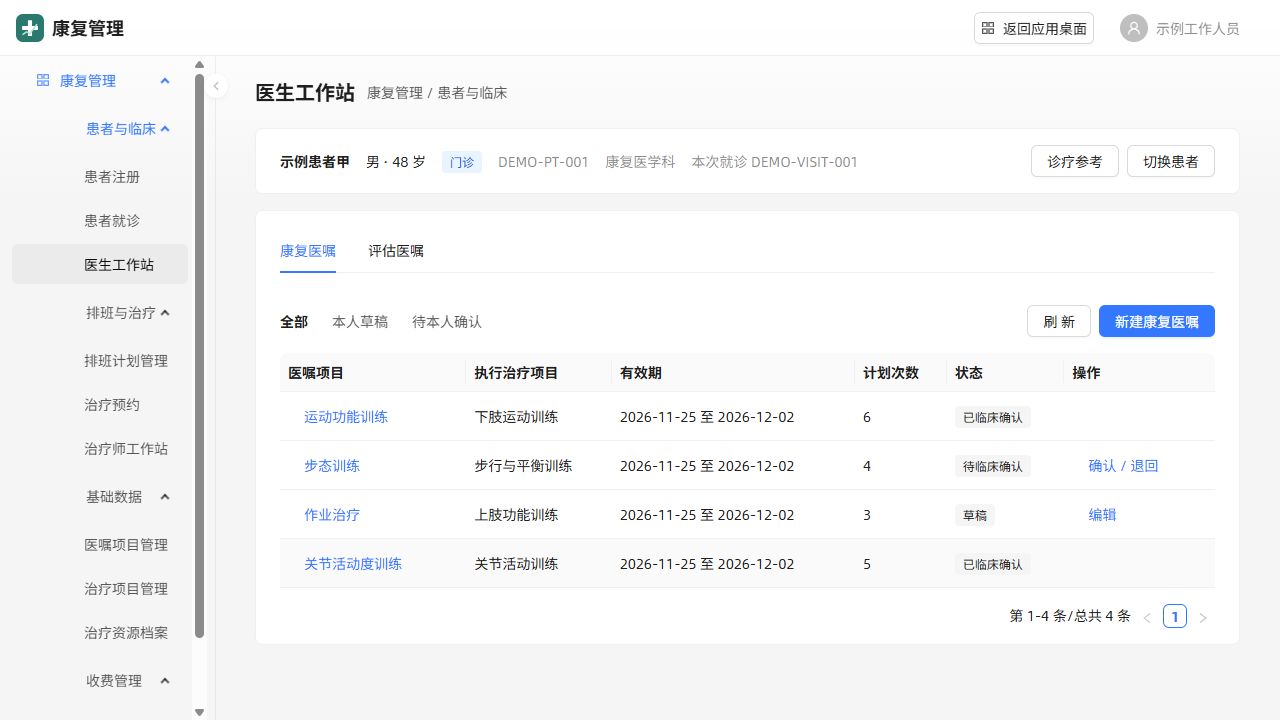 康复管理
返回应用桌面
示例工作人员
康复管理
患者与临床
患者注册
患者就诊
医生工作站
排班与治疗
排班计划管理
治疗预约
治疗师工作站
基础数据
医嘱项目管理
治疗项目管理
治疗资源档案
收费管理
医生工作站 康复管理 / 患者与临床
示例患者甲 男 · 48 岁 门诊 DEMO-PT-001 康复医学科 本次就诊 DEMO-VISIT-001 诊疗参考 切换患者
康复医嘱 评估医嘱
全部 本人草稿 待本人确认 刷 新 新建康复医嘱
医嘱项目 执行治疗项目 有效期 计划次数 状态 操作
运动功能训练 下肢运动训练 2026-11-25 至 2026-12-02 6 已临床确认
步态训练 步行与平衡训练 2026-11-25 至 2026-12-02 4 待临床确认 确认 / 退回
作业治疗 上肢功能训练 2026-11-25 至 2026-12-02 3 草稿 编辑
关节活动度训练 关节活动训练 2026-11-25 至 2026-12-02 5 已临床确认
第 1-4 条/总共 4 条 1